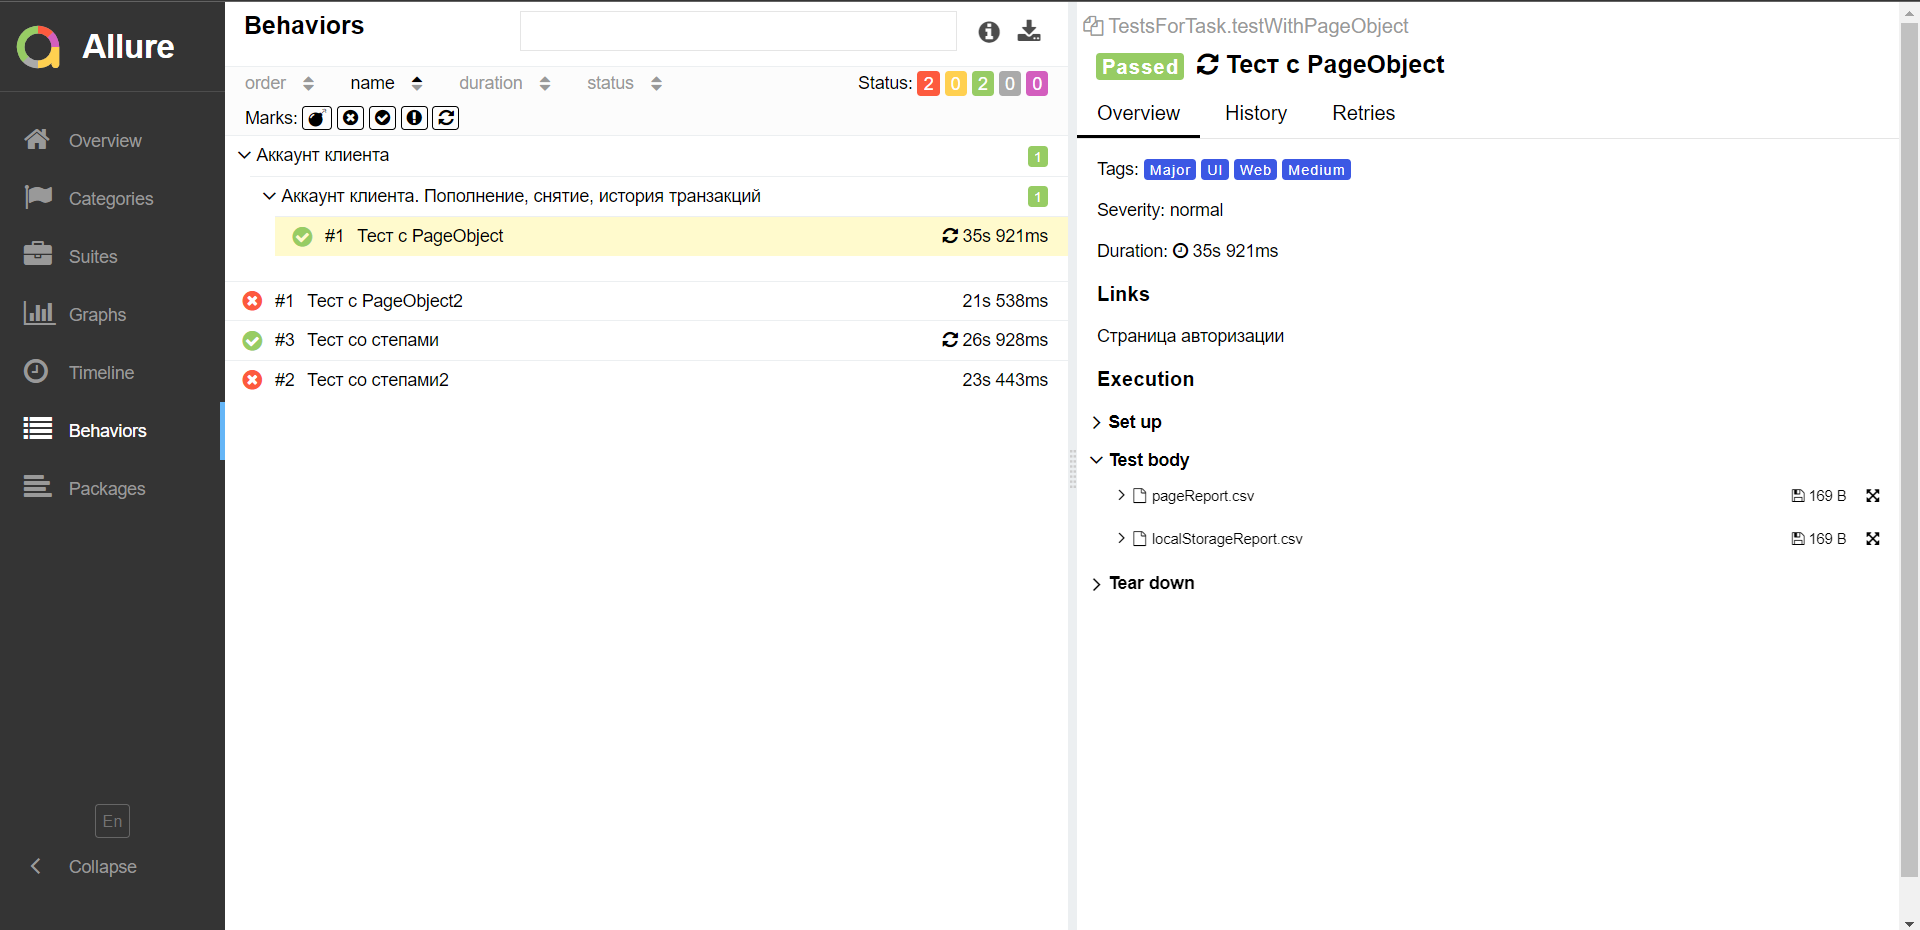 Allure
Overview
Categories
Suites
Graphs
Timeline
Behaviors
Packages
En
Collapse
Behaviors
order name duration status Status: 2 0 2 0 0
Marks:
Аккаунт клиента 1
Аккаунт клиента. Пополнение, снятие, история транзакций 1
#1 Тест с PageObject 35s 921ms
#1 Тест с PageObject2 21s 538ms
#3 Тест со степами 26s 928ms
#2 Тест со степами2 23s 443ms
TestsForTask.testWithPageObject
Passed Тест с PageObject
Overview History Retries
Tags: Major UI Web Medium
Severity: normal
Duration: 35s 921ms
Links
Страница авторизации
Execution
Set up
Test body
pageReport.csv 169 B
localStorageReport.csv 169 B
Tear down